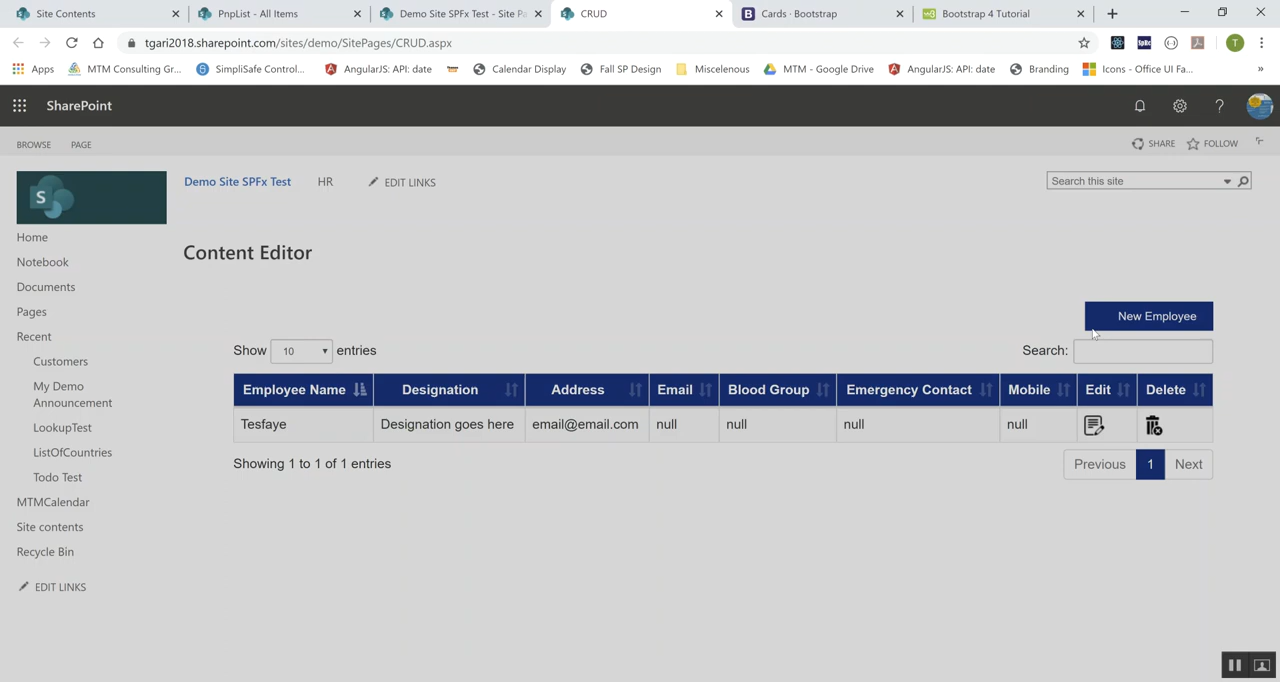 Site Contents
PnpList - All Items
Demo Site SPFx Test - Site Pa
CRUD
Cards · Bootstrap
Bootstrap 4 Tutorial
tgari2018.sharepoint.com/sites/demo/SitePages/CRUD.aspx
Apps
MTM Consulting Gr...
SimpliSafe Control...
AngularJS: API: date
Calendar Display
Fall SP Design
Miscelenous
MTM - Google Drive
AngularJS: API: date
Branding
Icons - Office UI Fa...
»
SharePoint
BROWSE PAGE
SHARE FOLLOW
Demo Site SPFx Test HR EDIT LINKS
Search this site
Home
Notebook
Documents
Pages
Recent
Customers
My Demo
Announcement
LookupTest
ListOfCountries
Todo Test
MTMCalendar
Site contents
Recycle Bin
EDIT LINKS
Content Editor
New Employee
Show 10 entries
Search:
Employee Name Designation Address Email Blood Group Emergency Contact Mobile Edit Delete
Tesfaye Designation goes here email@email.com null null null null
Showing 1 to 1 of 1 entries
Previous 1 Next